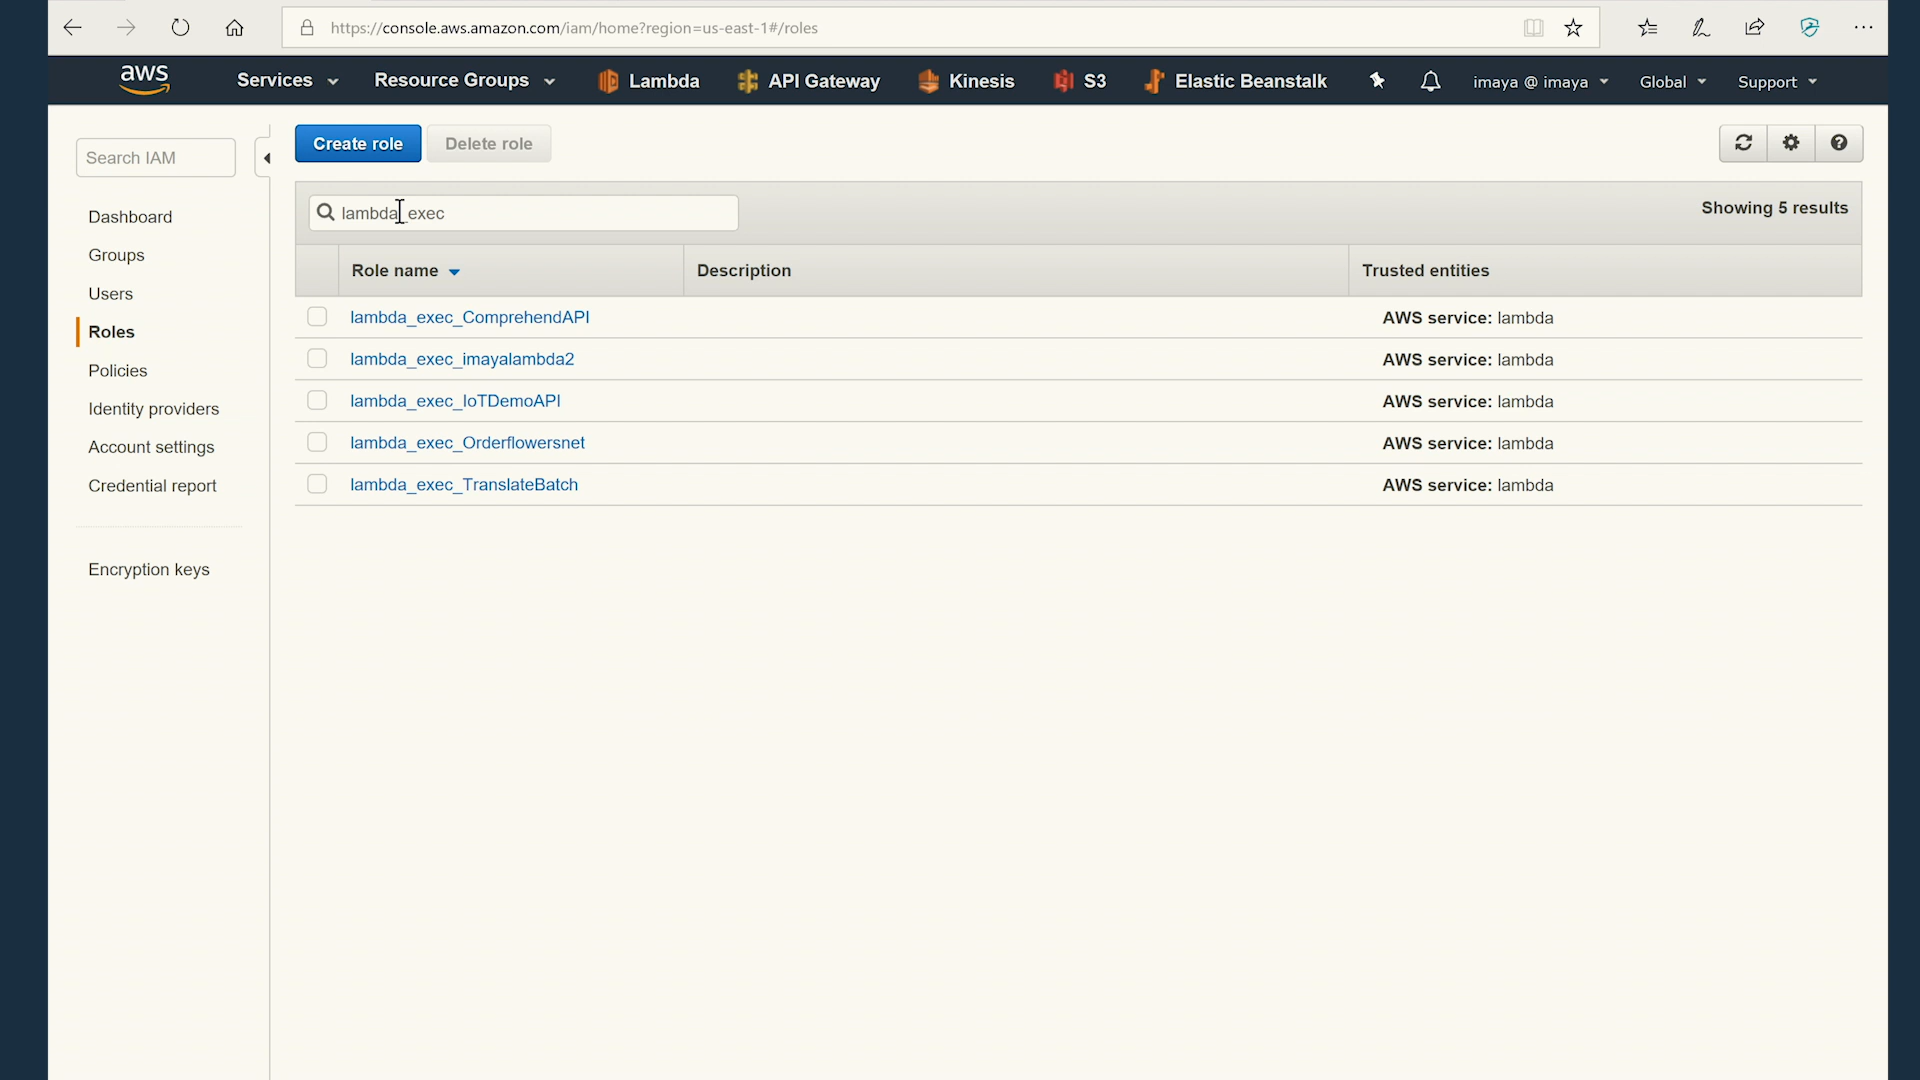 https://console.aws.amazon.com/iam/home?region=us-east-1#/roles
aws Services Resource Groups Lambda API Gateway Kinesis S3 Elastic Beanstalk imaya @ imaya Global Support
Search IAM
Dashboard
Groups
Users
Roles
Policies
Identity providers
Account settings
Credential report
Encryption keys
Create role Delete role
lambda_exec
Showing 5 results
Role name Description Trusted entities
lambda_exec_ComprehendAPI AWS service: lambda
lambda_exec_imayalambda2 AWS service: lambda
lambda_exec_IoTDemoAPI AWS service: lambda
lambda_exec_Orderflowersnet AWS service: lambda
lambda_exec_TranslateBatch AWS service: lambda